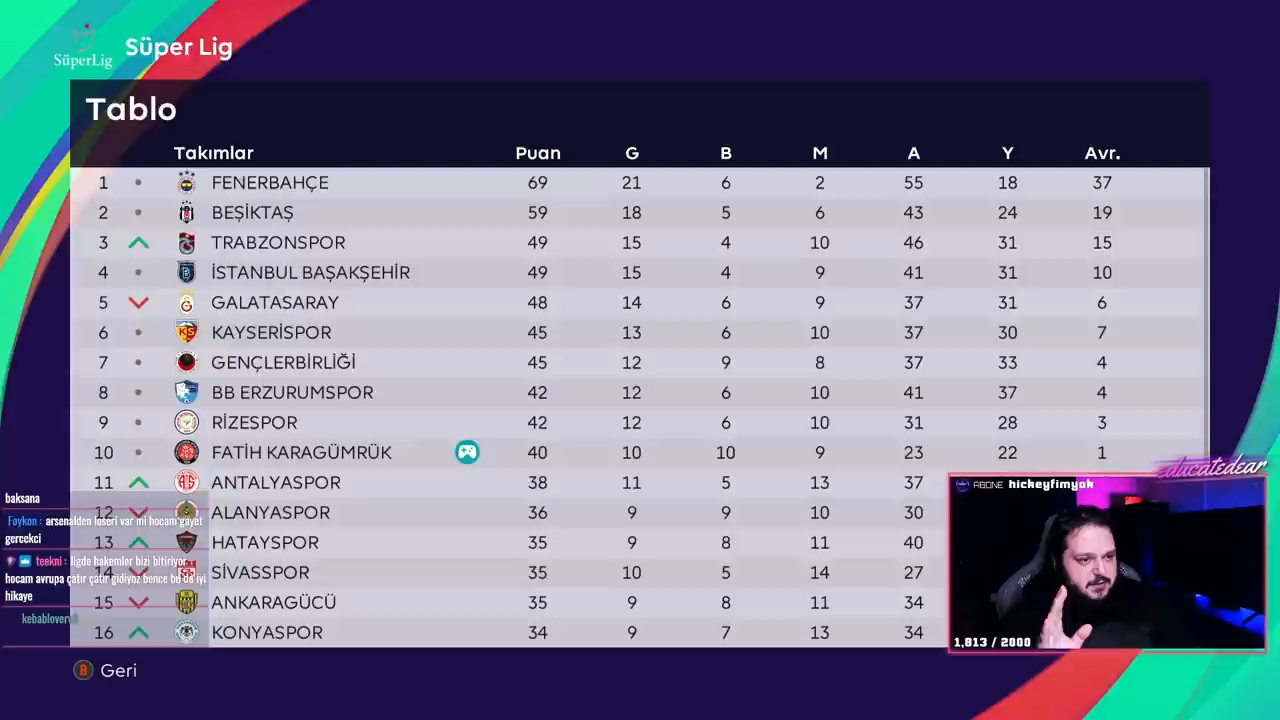 SüperLig Süper Lig
Tablo
Takımlar Puan G B M A Y Avr.
1 FENERBAHÇE 69 21 6 2 55 18 37
2 BEŞİKTAŞ 59 18 5 6 43 24 19
3 TRABZONSPOR 49 15 4 10 46 31 15
4 İSTANBUL BAŞAKŞEHİR 49 15 4 9 41 31 10
5 GALATASARAY 48 14 6 9 37 31 6
6 KAYSERİSPOR 45 13 6 10 37 30 7
7 GENÇLERBİRLİĞİ 45 12 9 8 37 33 4
8 BB ERZURUMSPOR 42 12 6 10 41 37 4
9 RİZESPOR 42 12 6 10 31 28 3
10 FATİH KARAGÜMRÜK 40 10 10 9 23 22 1
11 ANTALYASPOR 38 11 5 13 37
12 ALANYASPOR 36 9 9 10 30
13 HATAYSPOR 35 9 8 11 40
14 SİVASSPOR 35 10 5 14 27
15 ANKARAGÜCÜ 35 9 8 11 34
16 KONYASPOR 34 9 7 13 34
baksana
Foykon : arsenalden loseri var mi hocam gayet
gercekci
teekni : ligde hakemler bizi bitiriyor
hocam avrupa çatır çatır gidiyoz bence bu da iyi
hikaye
educatedear
ABONE hickeyfimyok
1,813 / 2000
B Geri